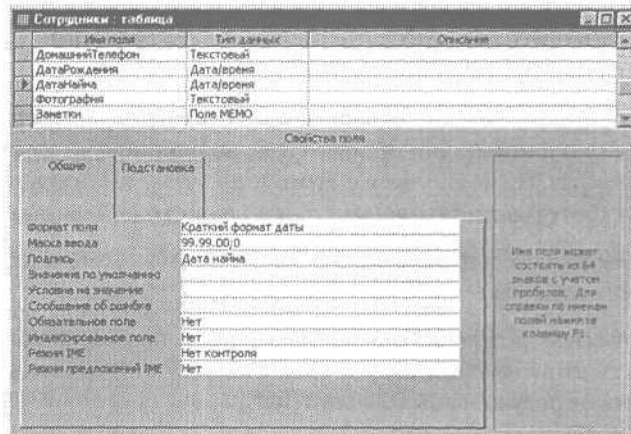 Сотрудники : таблица
Имя поля Тип данных Описание
ДомашнийТелефон Текстовый
ДатаРождения Дата/время
ДатаНайма Дата/время
Фотография Текстовый
Заметки Поле МЕМО
Свойства поля
Общие Подстановка
Формат поля Краткий формат даты
Маска ввода 99.99.00;0
Подпись Дата найма
Значение по умолчанию
Условие на значение
Сообщение об ошибке
Обязательное поле Нет
Индексированное поле Нет
Режим IME Нет контроля
Режим предложений IME Нет
Имя поля может
состоять из 64
знаков с учетом
пробелов. Для
справки по именам
полей нажмите
клавишу F1.